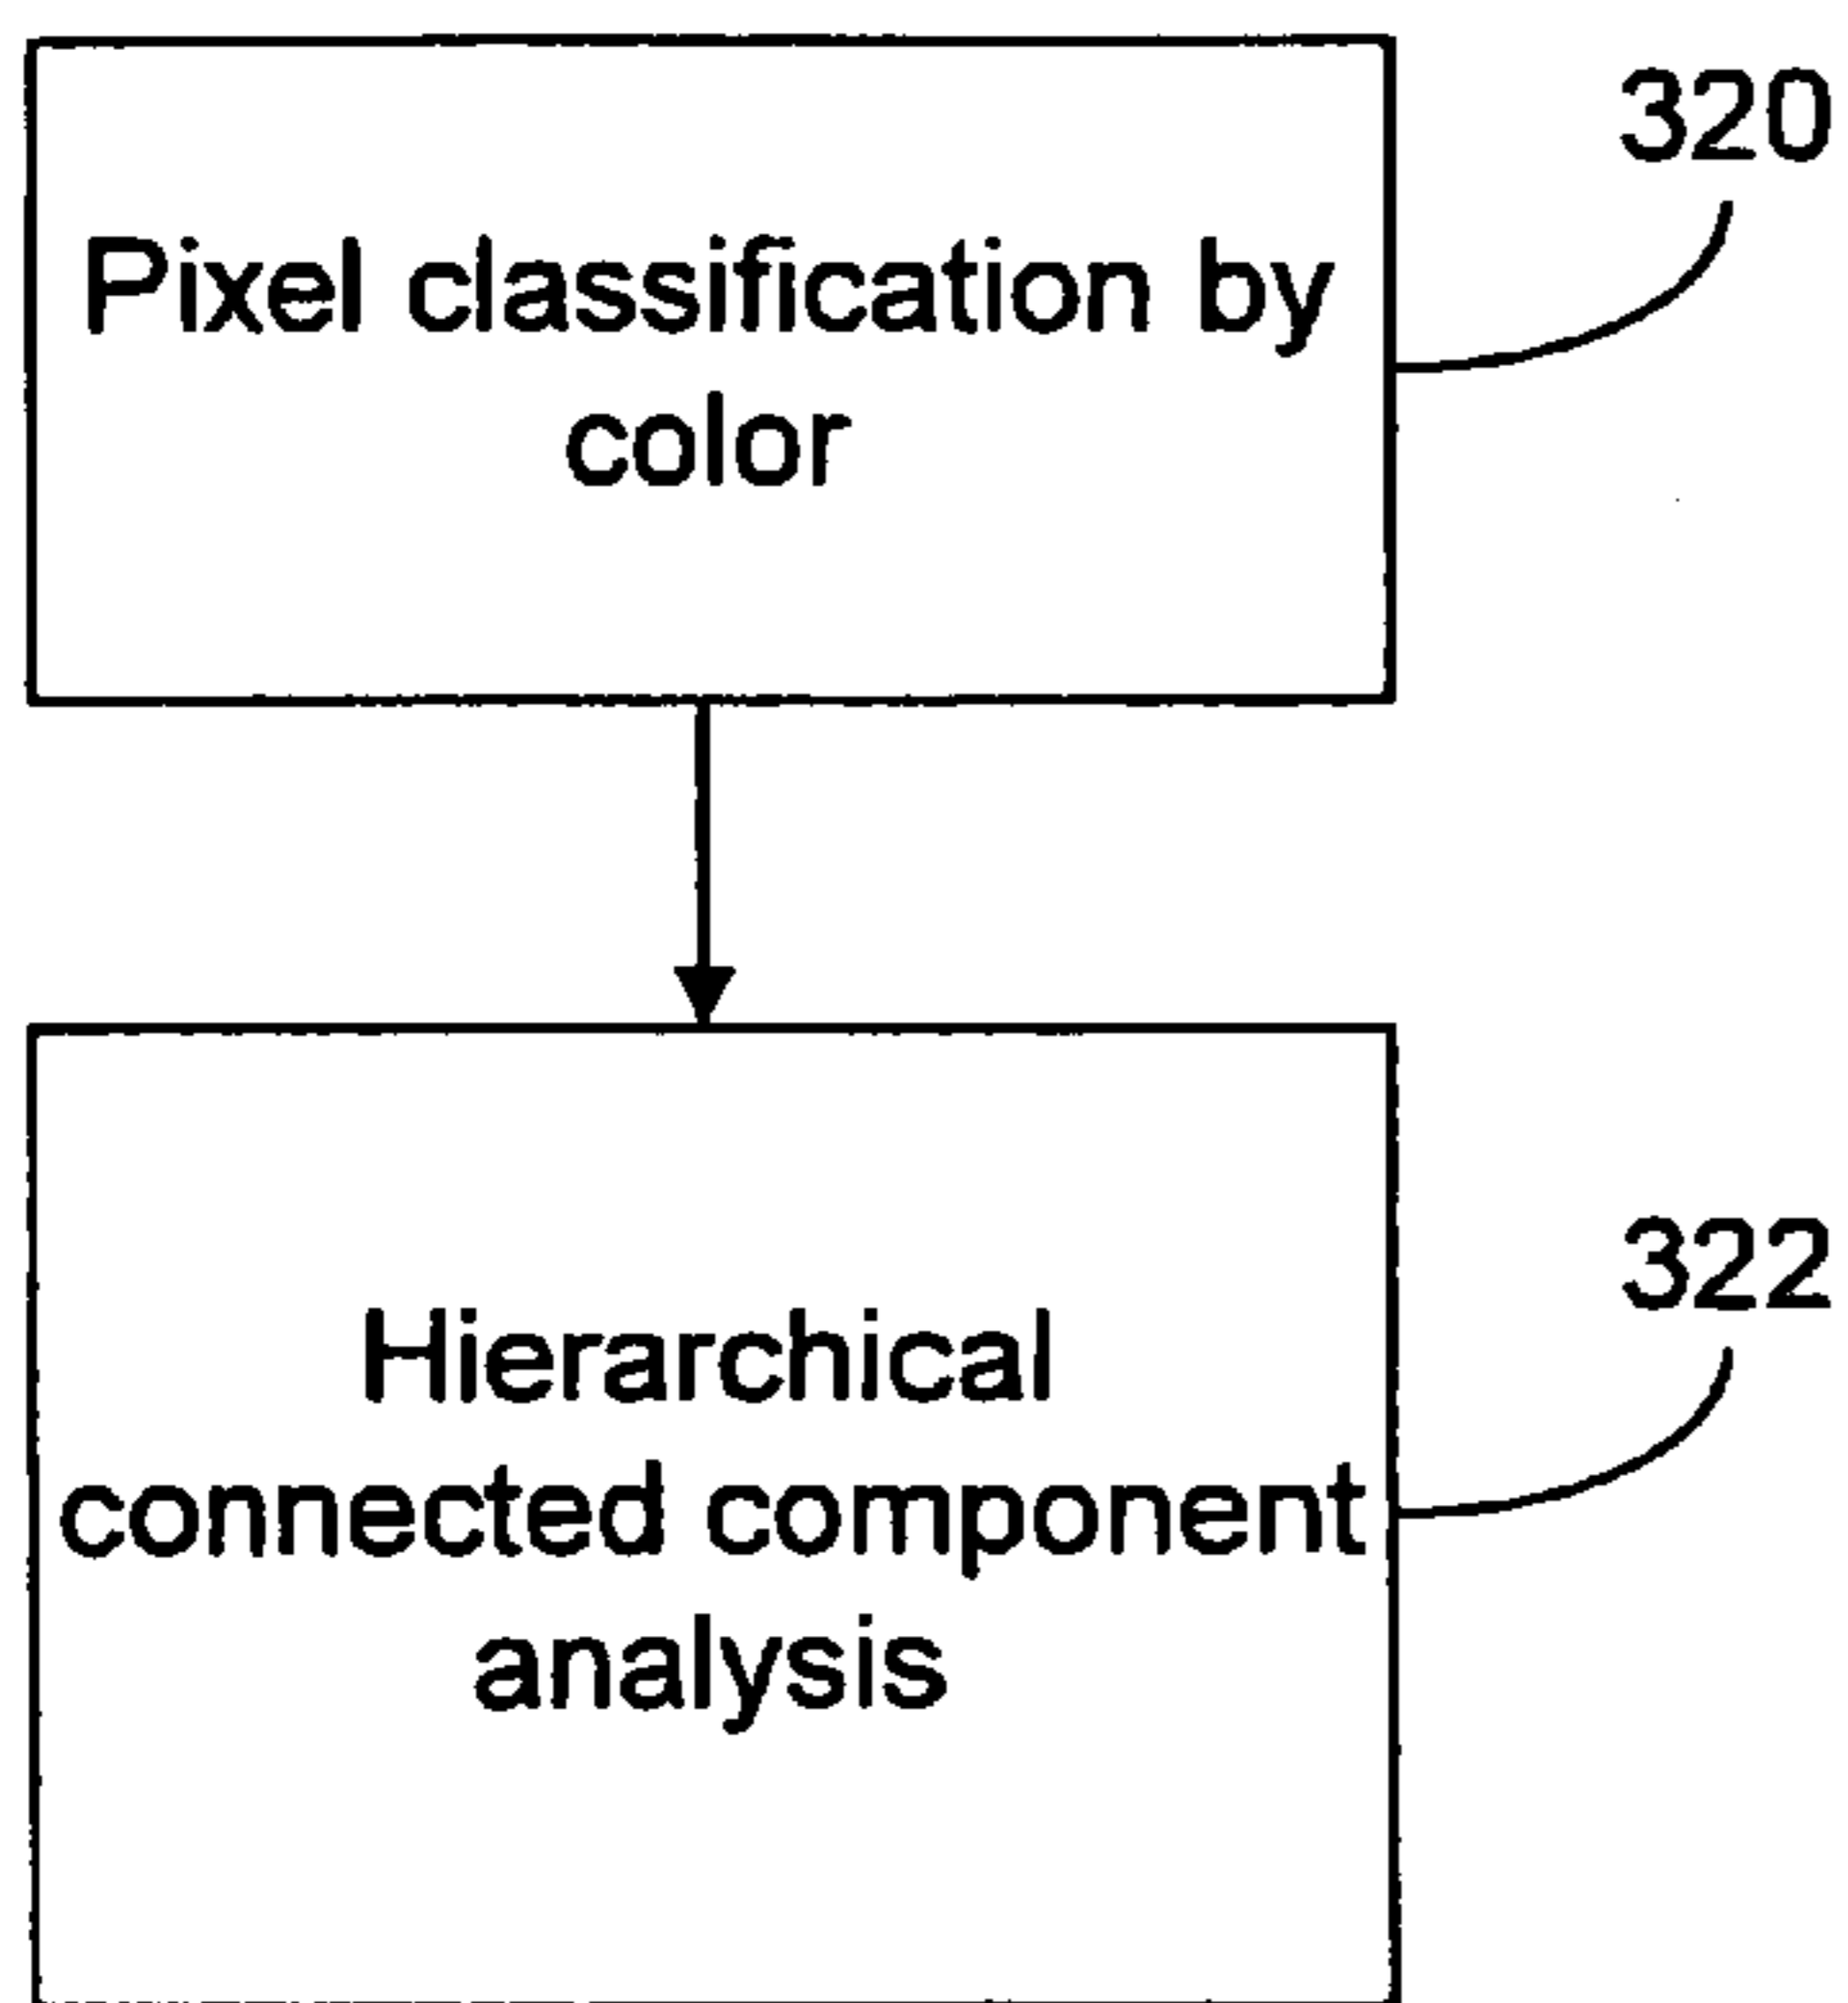 320
Pixel classification by
color
322
Hierarchical
connected component
analysis